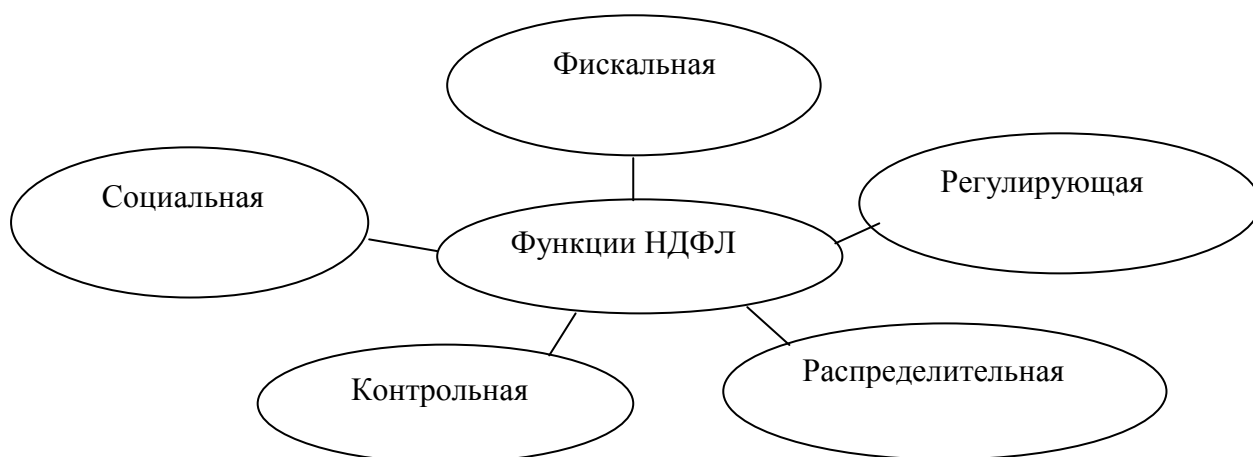 Фискальная
Социальная
Регулирующая
Функции НДФЛ
Контрольная
Распределительная